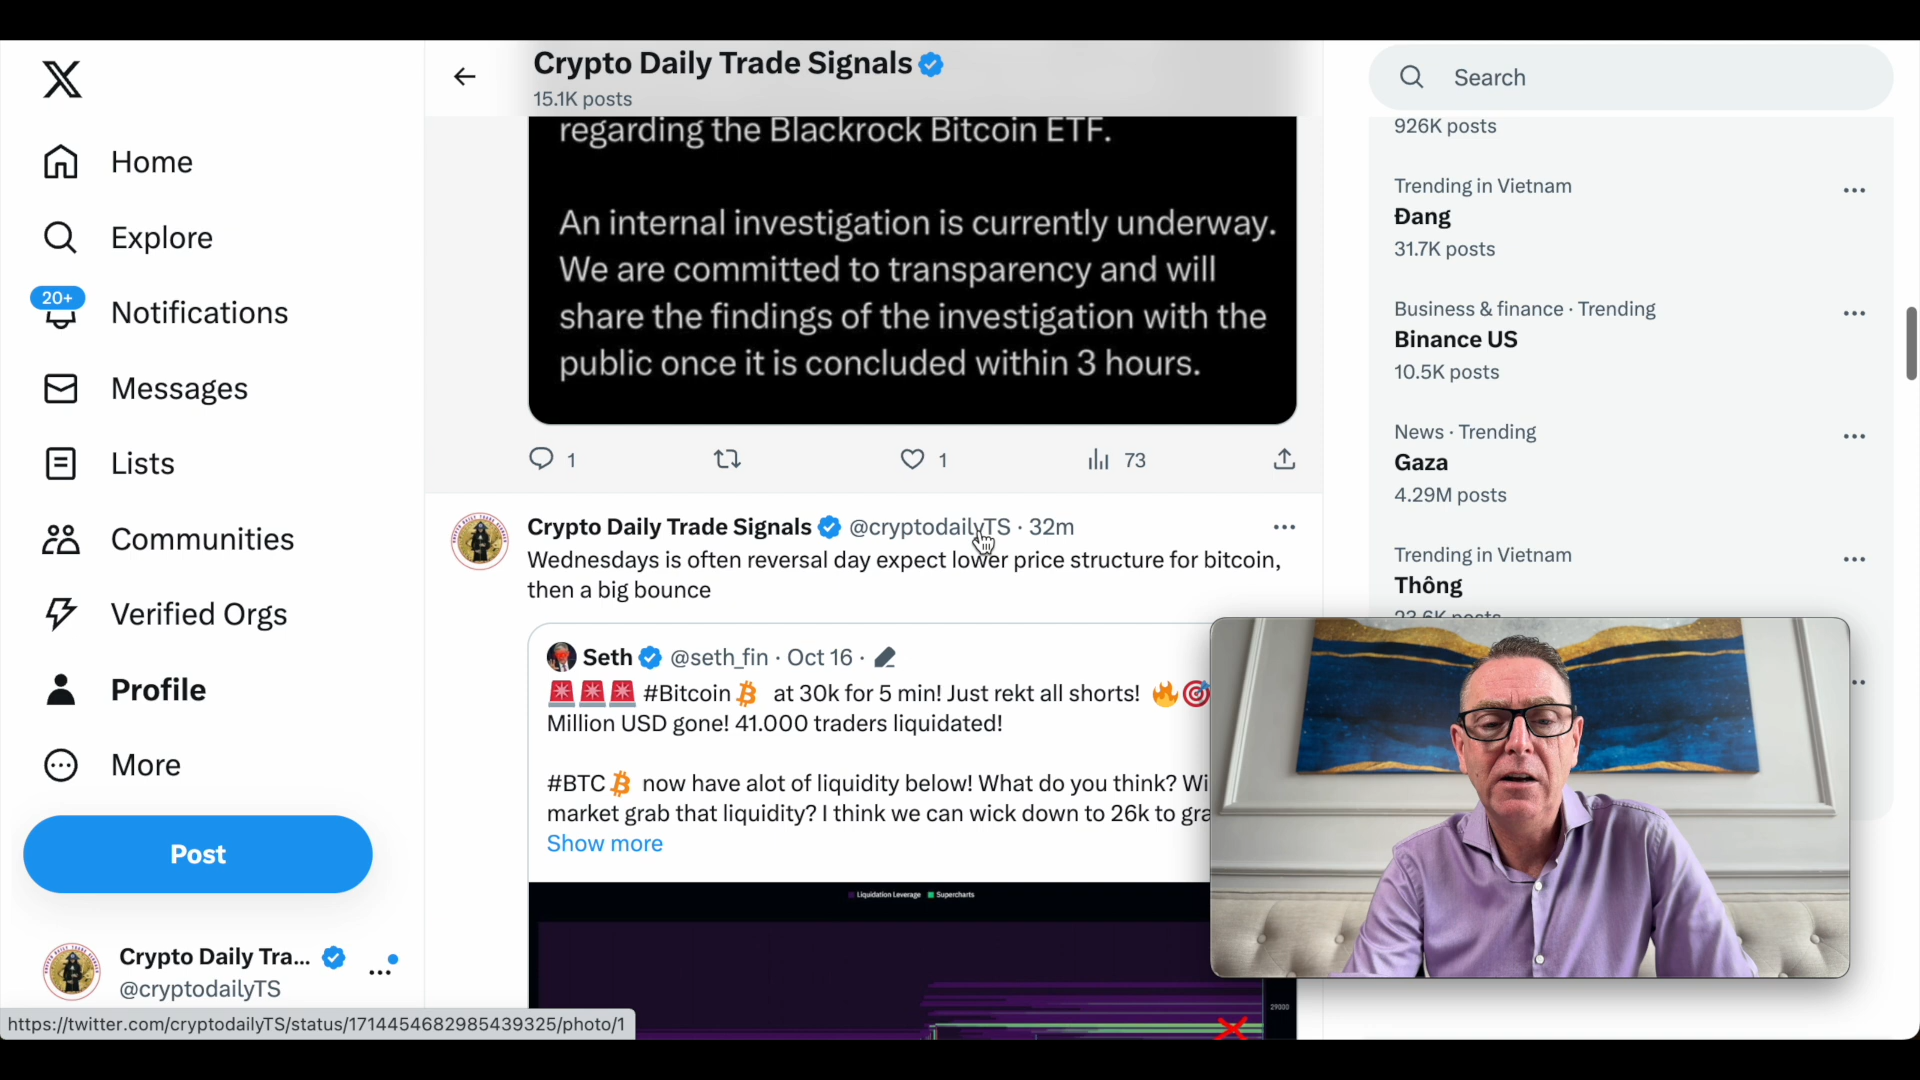 Crypto Daily Trade Signals
15.1K posts
Search
Home
Explore
20+
Notifications
Messages
Lists
Communities
Verified Orgs
Profile
More
Post
Crypto Daily Tra...
@cryptodailyTS
https://twitter.com/cryptodailyTS/status/1714454682985439325/photo/1
regarding the Blackrock Bitcoin ETF.
An internal investigation is currently underway.
We are committed to transparency and will
share the findings of the investigation with the
public once it is concluded within 3 hours.
1
1
73
Crypto Daily Trade Signals @cryptodailyTS · 32m
Wednesdays is often reversal day expect lower price structure for bitcoin,
then a big bounce
Seth @seth_fin · Oct 16 ·
#Bitcoin at 30k for 5 min! Just rekt all shorts!
Million USD gone! 41.000 traders liquidated!
#BTC now have alot of liquidity below! What do you think? Wi
market grab that liquidity? I think we can wick down to 26k to gra
Show more
Liquidation Leverage Supercharts
29000
926K posts
Trending in Vietnam
Đang
31.7K posts
Business & finance · Trending
Binance US
10.5K posts
News · Trending
Gaza
4.29M posts
Trending in Vietnam
Thông